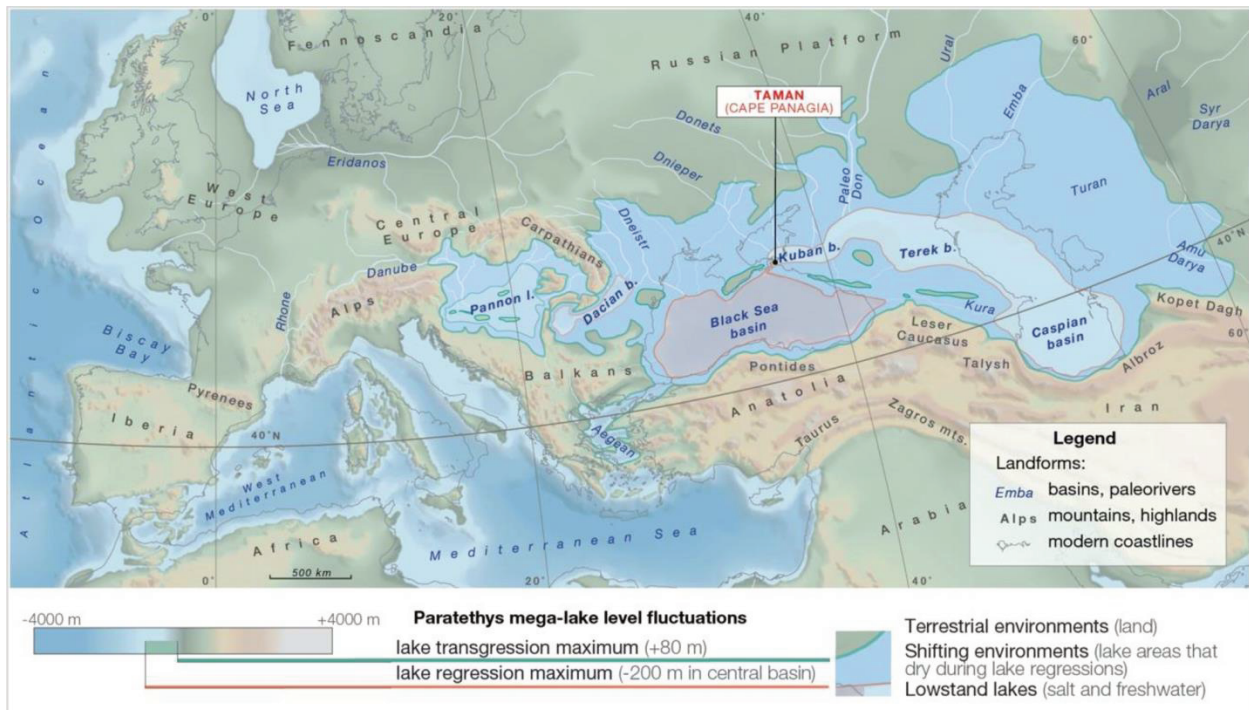 0°
20°
40°
60°
Fennoscandia
Russian Platform
Ural
Emba
Aral
Syr
Darya
North
Sea
TAMAN
(CAPE PANAGIA)
Donets
Dnieper
Eridanos
Paleo
Don
Turan
West
Europe
Central
Europe
Carpathians
Dneistr
Kuban b.
Terek b.
40°N
Amu
Darya
Danube
Pannon l.
Dacian b.
Black Sea
basin
Kura
Kopet Dagh
60°
Atlantic Ocean
Rhone
Alps
Leser
Caucasus
Caspian
basin
Biscay
Bay
Balkans
Pontides
Talysh
Albroz
Pyrenees
Anatolia
Iberia
40°N
Aegean
Taurus
Zagros mts.
Iran
West
Mediterranean
Legend
Landforms:
Emba basins, paleorivers
Alps mountains, highlands
modern coastlines
Arabia
Africa
Mediterranean Sea
0°
500 km
20°
40°
-4000 m
+4000 m
Paratethys mega-lake level fluctuations
lake transgression maximum (+80 m)
lake regression maximum (-200 m in central basin)
Terrestrial environments (land)
Shifting environments (lake areas that
dry during lake regressions)
Lowstand lakes (salt and freshwater)